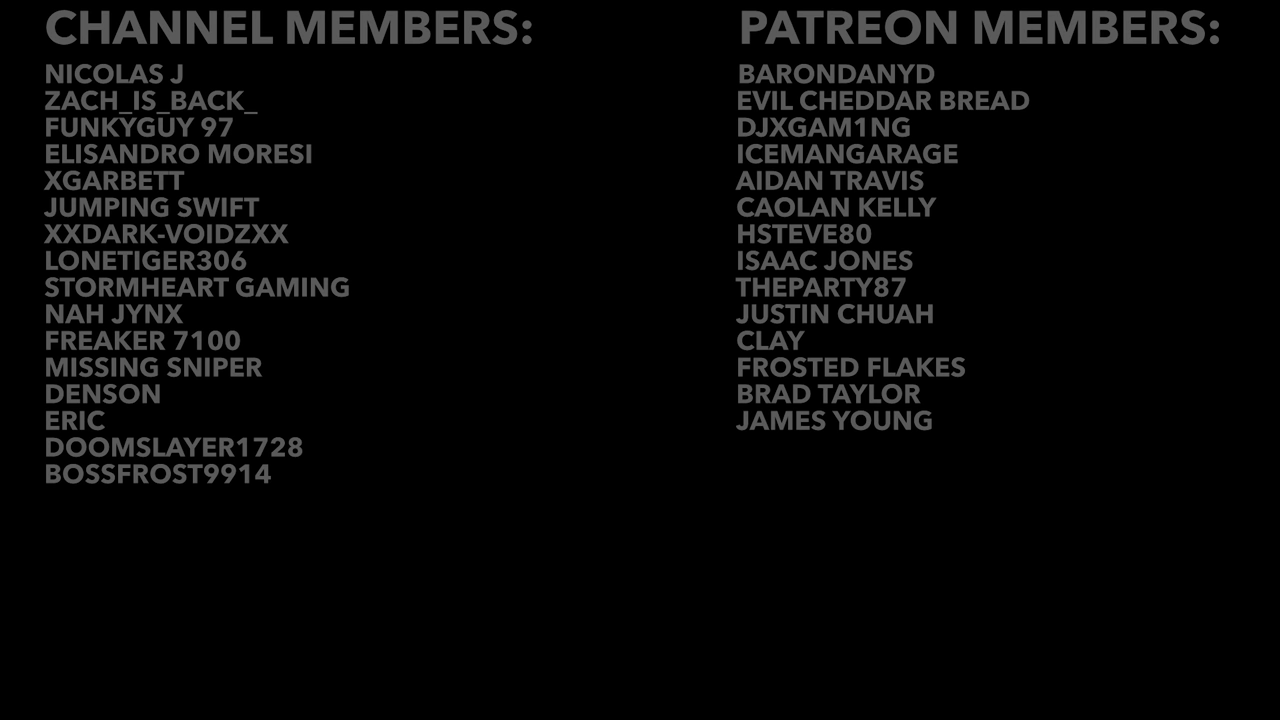 CHANNEL MEMBERS:
NICOLAS J
ZACH_IS_BACK_
FUNKYGUY 97
ELISANDRO MORESI
XGARBETT
JUMPING SWIFT
XXDARK-VOIDZXX
LONETIGER306
STORMHEART GAMING
NAH JYNX
FREAKER 7100
MISSING SNIPER
DENSON
ERIC
DOOMSLAYER1728
BOSSFROST9914
PATREON MEMBERS:
BARONDANYD
EVIL CHEDDAR BREAD
DJXGAM1NG
ICEMANGARAGE
AIDAN TRAVIS
CAOLAN KELLY
HSTEVE80
ISAAC JONES
THEPARTY87
JUSTIN CHUAH
CLAY
FROSTED FLAKES
BRAD TAYLOR
JAMES YOUNG